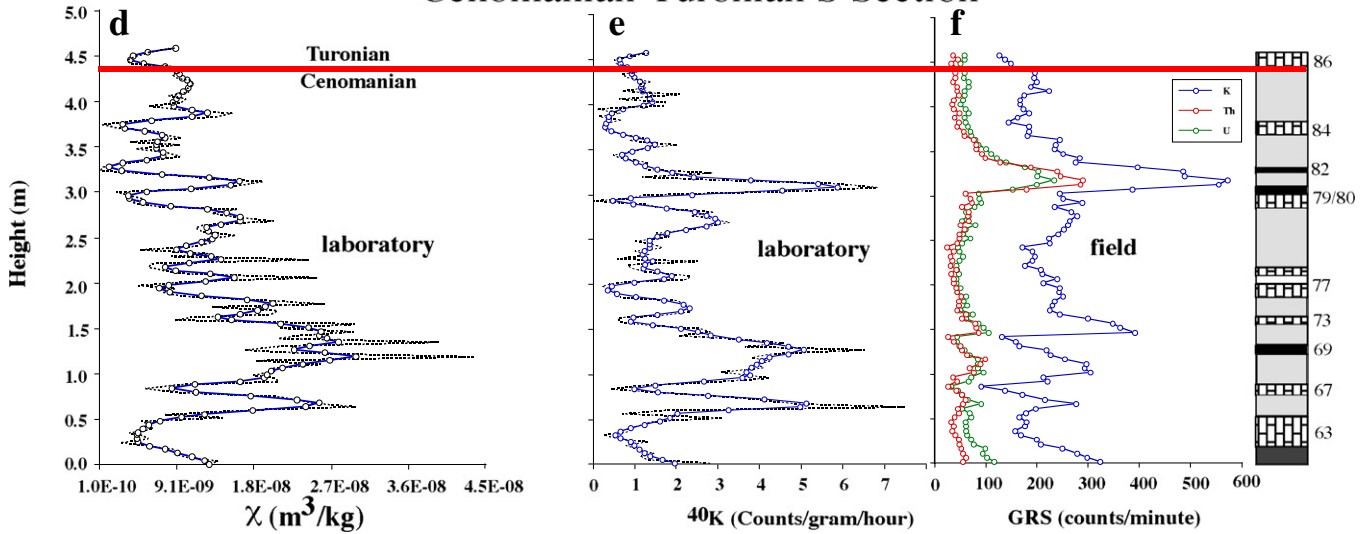 d
e
f
Turonian
Cenomanian
laboratory
laboratory
field
K
Th
U
Height (m)
5.0
4.5
4.0
3.5
3.0
2.5
2.0
1.5
1.0
0.5
0.0
1.0E-10 9.1E-09 1.8E-08 2.7E-08 3.6E-08 4.5E-08
χ (m³/kg)
0 1 2 3 4 5 6 7
⁴⁰K (Counts/gram/hour)
0 100 200 300 400 500 600
GRS (counts/minute)
86
84
82
79/80
77
73
69
67
63